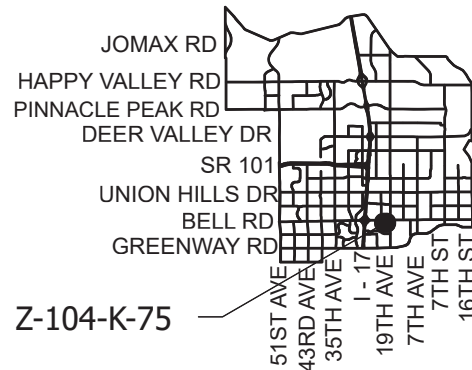 JOMAX RD
HAPPY VALLEY RD
PINNACLE PEAK RD
DEER VALLEY DR
SR 101
UNION HILLS DR
BELL RD
GREENWAY RD
51ST AVE
43RD AVE
35TH AVE
I - 17
19TH AVE
7TH AVE
7TH ST
16TH ST
Z-104-K-75